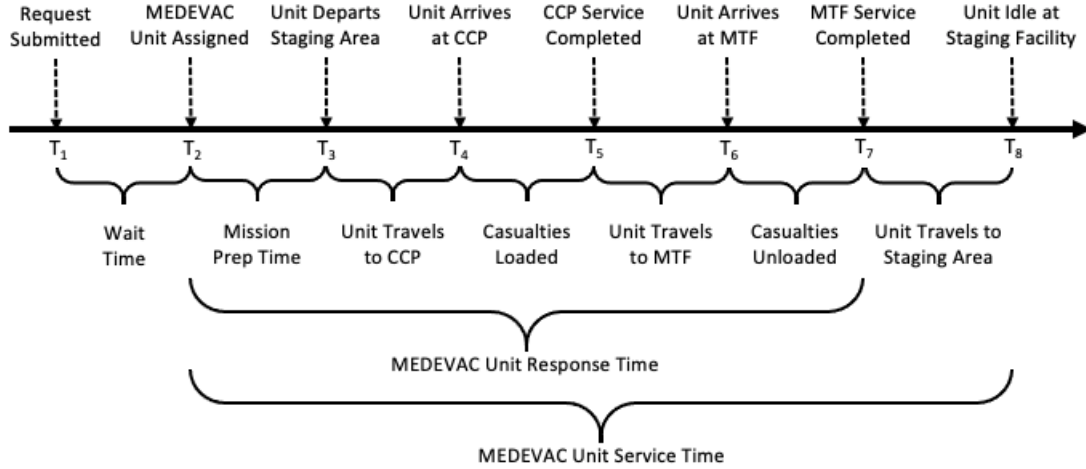 Request
Submitted
MEDEVAC
Unit Assigned
Unit Departs
Staging Area
Unit Arrives
at CCP
CCP Service
Completed
Unit Arrives
at MTF
MTF Service
Completed
Unit Idle at
Staging Facility
T1
T2
T3
T4
T5
T6
T7
T8
Wait
Time
Mission
Prep Time
Unit Travels
to CCP
Casualties
Loaded
Unit Travels
to MTF
Casualties
Unloaded
Unit Travels to
Staging Area
MEDEVAC Unit Response Time
MEDEVAC Unit Service Time